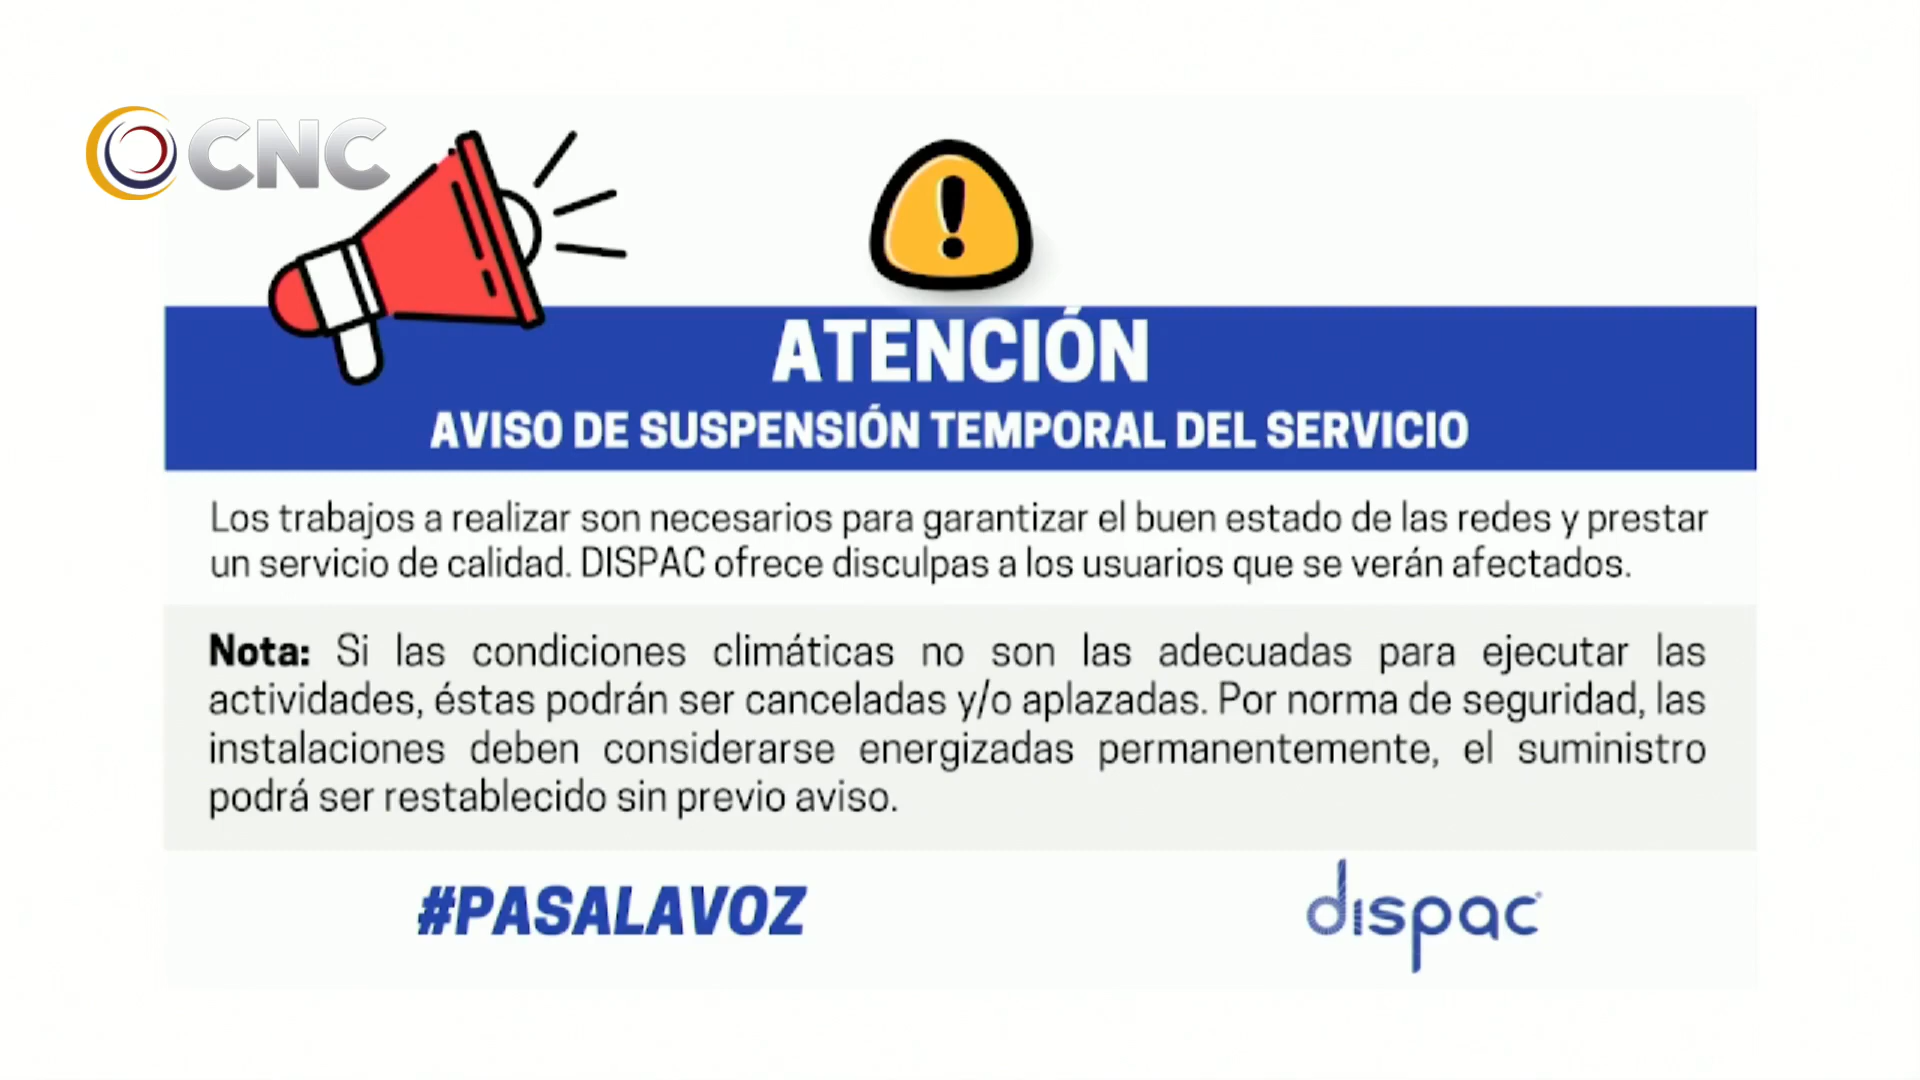 CNC
ATENCIÓN
AVISO DE SUSPENSIÓN TEMPORAL DEL SERVICIO
Los trabajos a realizar son necesarios para garantizar el buen estado de las redes y prestar
un servicio de calidad. DISPAC ofrece disculpas a los usuarios que se verán afectados.
Nota: Si las condiciones climáticas no son las adecuadas para ejecutar las
actividades, éstas podrán ser canceladas y/o aplazadas. Por norma de seguridad, las
instalaciones deben considerarse energizadas permanentemente, el suministro
podrá ser restablecido sin previo aviso.
#PASALAVOZ
dispac